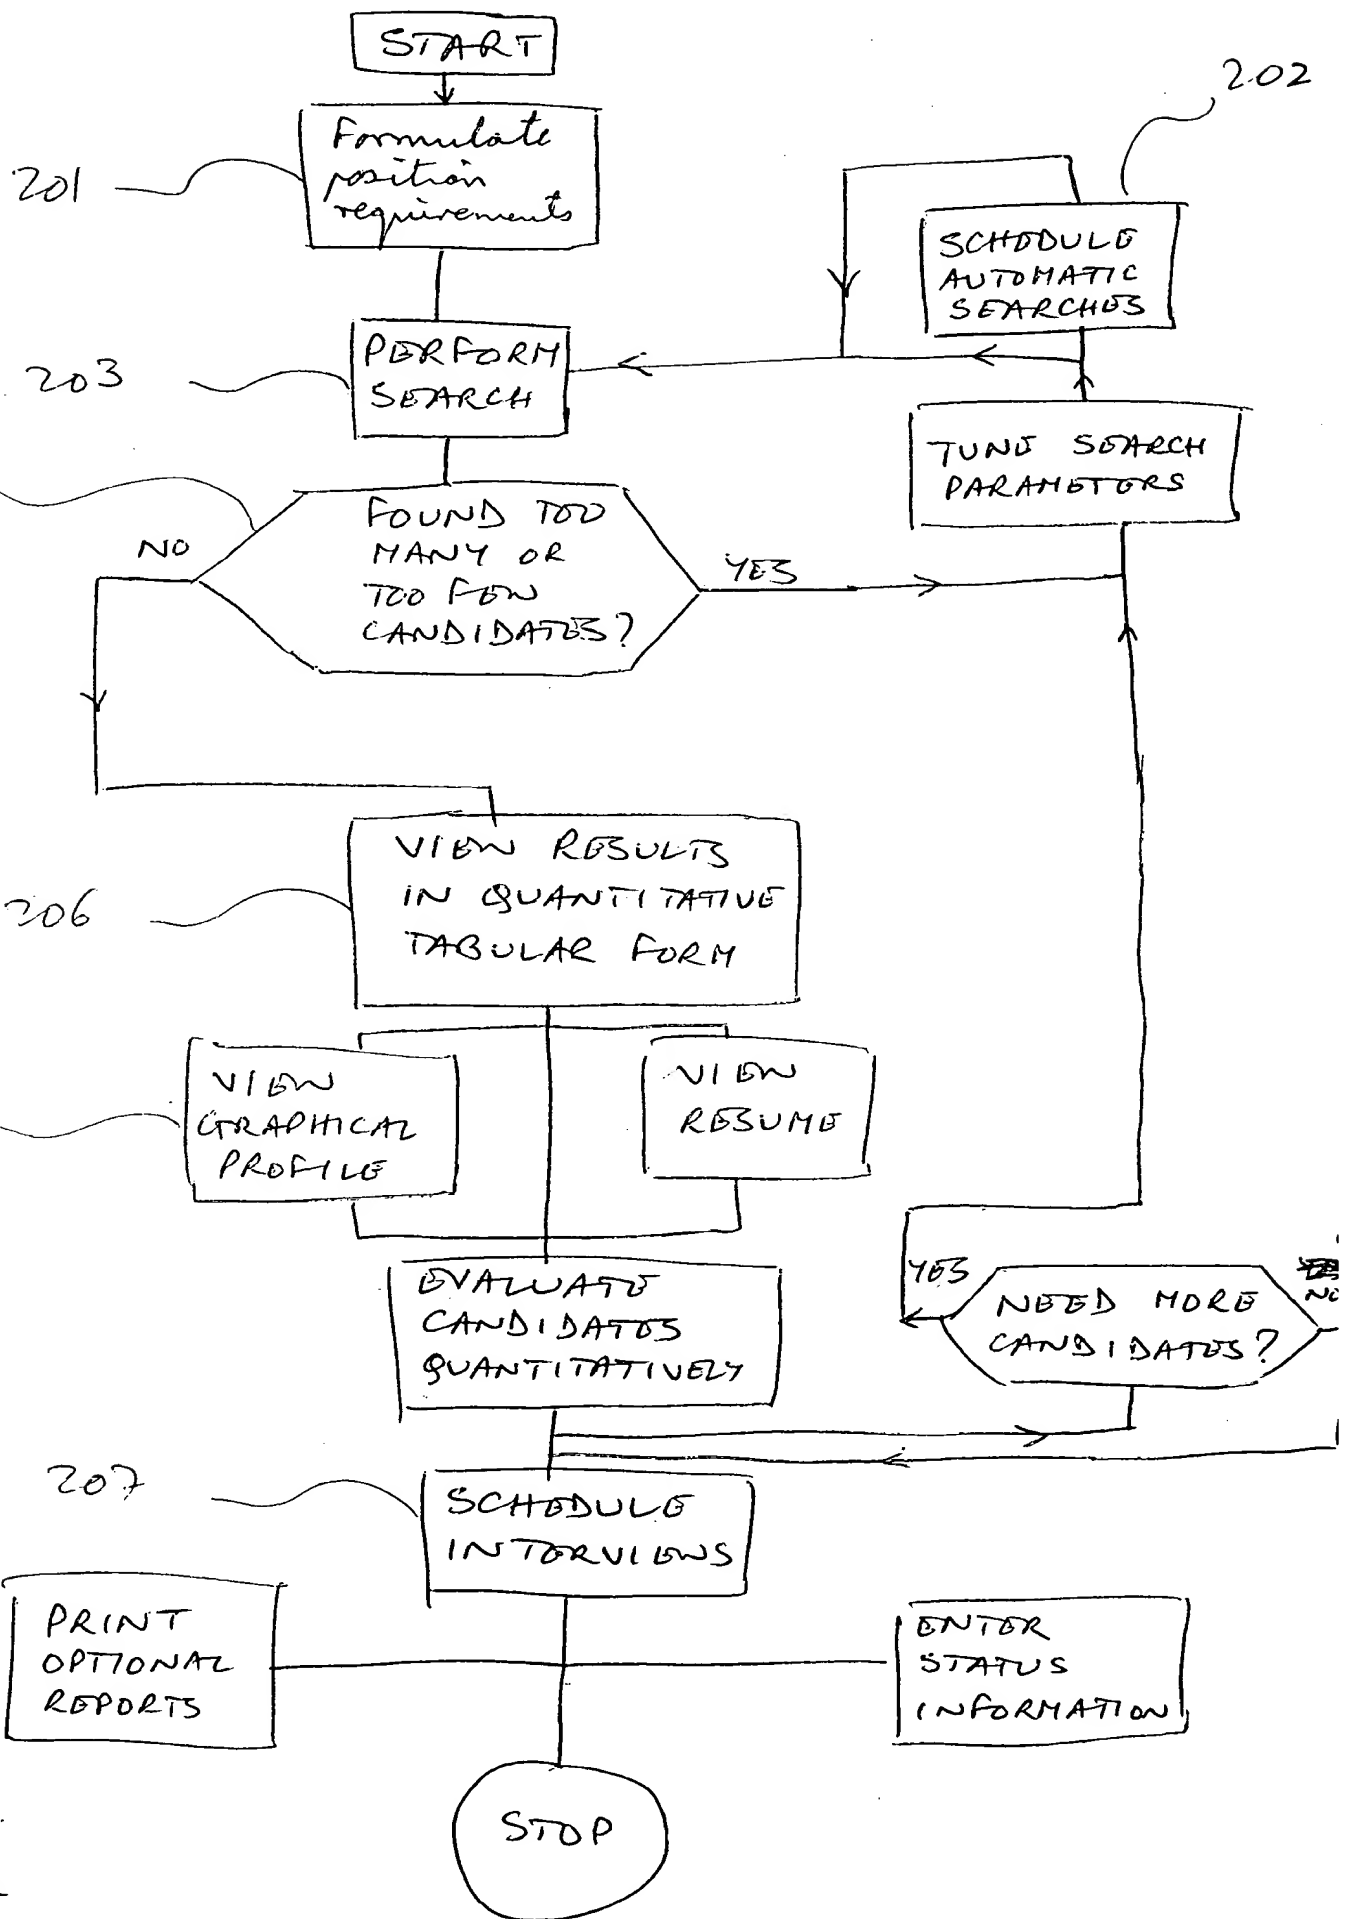 START
202
Formulate
position
requirements
201
SCHEDULE
AUTOMATIC
SEARCHES
PERFORM
SEARCH
203
TUNE SEARCH
PARAMETERS
FOUND TOO
MANY OR
TOO FEW
CANDIDATES?
NO
YES
VIEW RESULTS
IN QUANTITATIVE
TABULAR FORM
206
VIEW
GRAPHICAL
PROFILE
VIEW
RESUME
EVALUATE
CANDIDATES
QUANTITATIVELY
YES
NEED MORE
CANDIDATES?
NO
207
SCHEDULE
INTERVIEWS
PRINT
OPTIONAL
REPORTS
ENTER
STATUS
INFORMATION
STOP